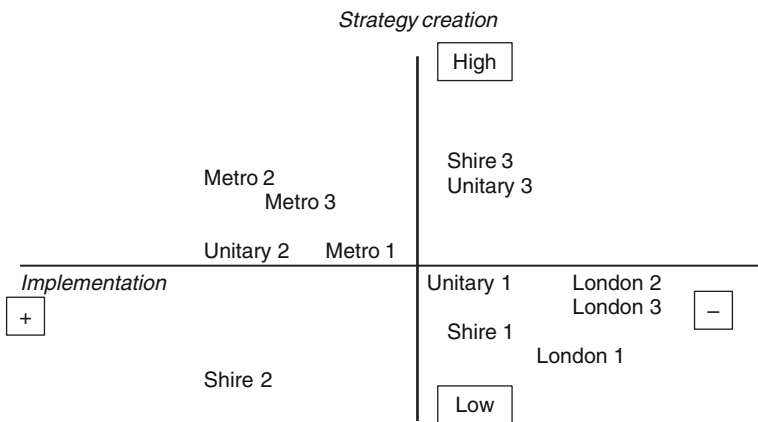 Strategy creation
High
Shire 3
Metro 2
Unitary 3
Metro 3
Unitary 2 Metro 1
Implementation Unitary 1 London 2
+ London 3 –
Shire 1
London 1
Shire 2
Low